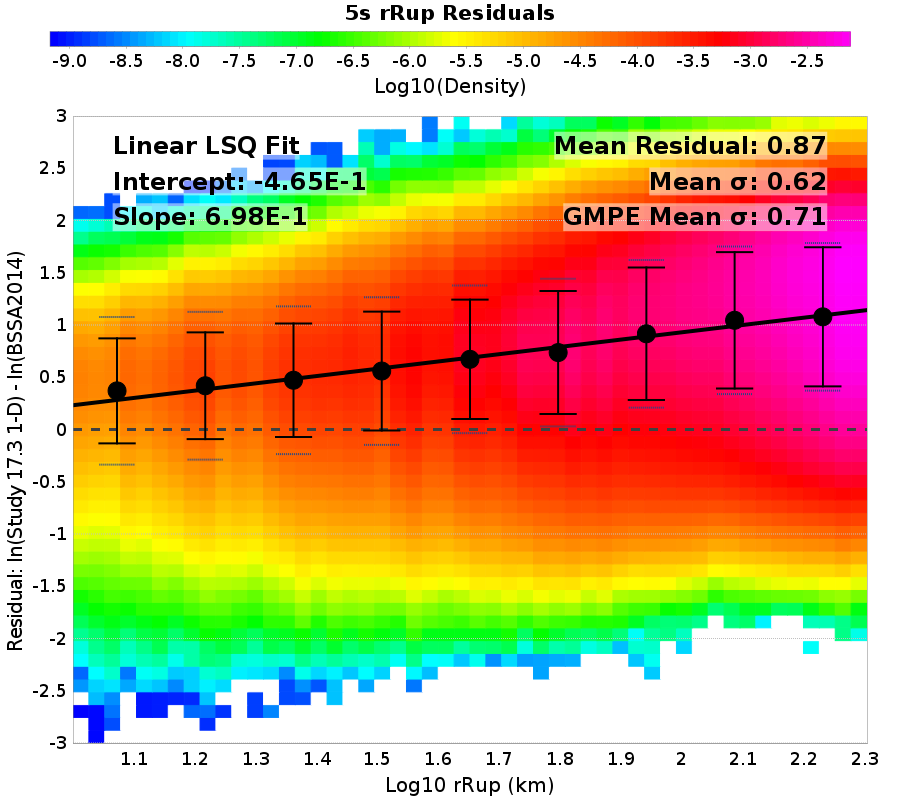 5s rRup Residuals
-9.0 -8.5 -8.0 -7.5 -7.0 -6.5 -6.0 -5.5 -5.0 -4.5 -4.0 -3.5 -3.0 -2.5
Log10(Density)
Linear LSQ Fit
Intercept: -4.65E-1
Slope: 6.98E-1
Mean Residual: 0.87
Mean σ: 0.62
GMPE Mean σ: 0.71
Residual: ln(Study 17.3 1-D) - ln(BSSA2014)
3
2.5
2
1.5
1
0.5
0
-0.5
-1
-1.5
-2
-2.5
-3
1.1 1.2 1.3 1.4 1.5 1.6 1.7 1.8 1.9 2 2.1 2.2 2.3
Log10 rRup (km)